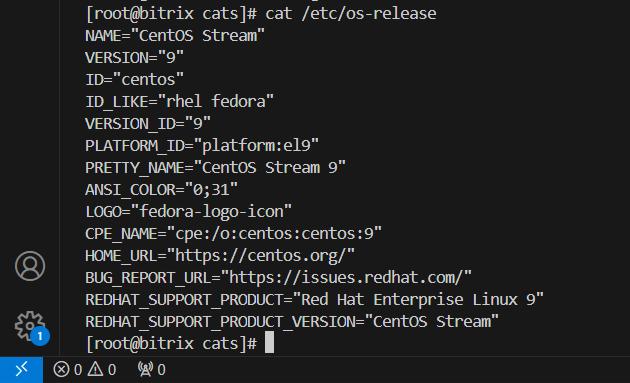 [root@bitrix cats]# cat /etc/os-release
NAME="CentOS Stream"
VERSION="9"
ID="centos"
ID_LIKE="rhel fedora"
VERSION_ID="9"
PLATFORM_ID="platform:el9"
PRETTY_NAME="CentOS Stream 9"
ANSI_COLOR="0;31"
LOGO="fedora-logo-icon"
CPE_NAME="cpe:/o:centos:centos:9"
HOME_URL="https://centos.org/"
BUG_REPORT_URL="https://issues.redhat.com/"
REDHAT_SUPPORT_PRODUCT="Red Hat Enterprise Linux 9"
REDHAT_SUPPORT_PRODUCT_VERSION="CentOS Stream"
[root@bitrix cats]#
1
0 0 0